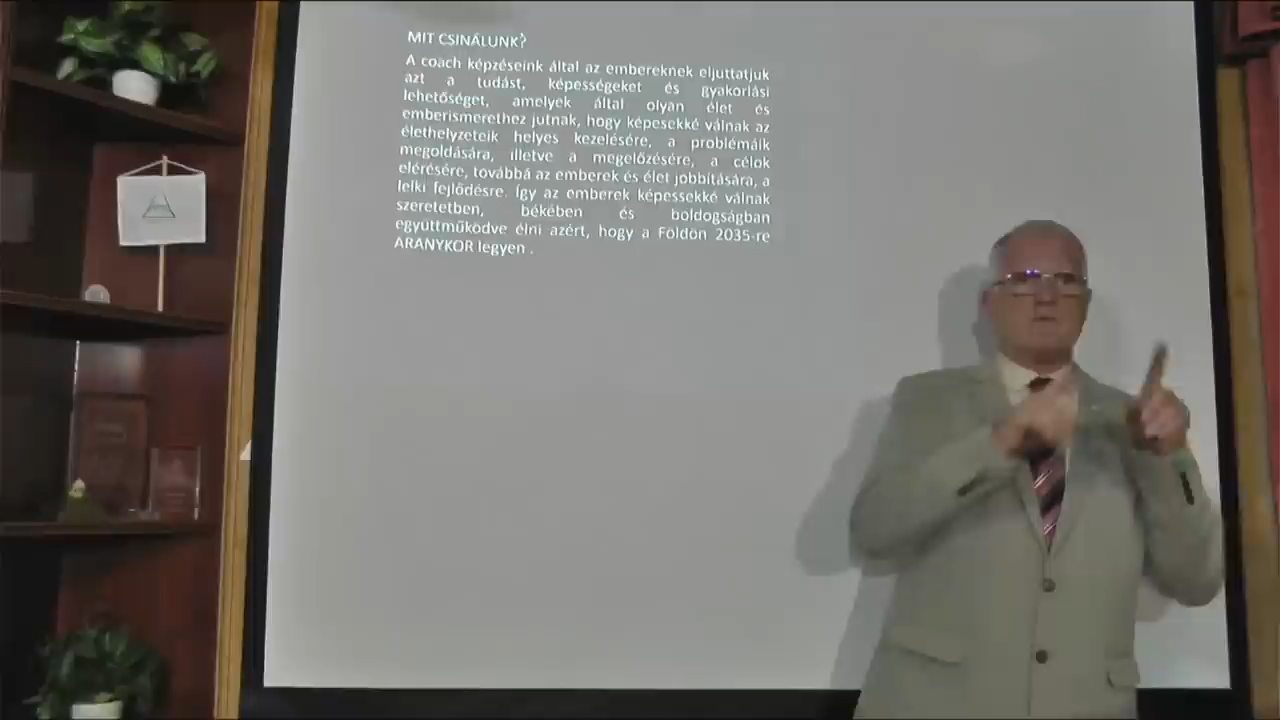 MIT CSINÁLUNK?
A coach képzéseink által az embereknek eljuttatjuk
azt a tudást, képességeket és gyakorlási
lehetőséget, amelyek által olyan élet és
emberismerethez jutnak, hogy képesekké válnak az
élethelyzeteik helyes kezelésére, a problémáik
megoldására, illetve a megelőzésére, a célok
elérésére, továbbá az emberek és élet jobbítására, a
lelki fejlődésre. Így az emberek képessekké válnak
szeretetben, békében és boldogságban
együttműködve élni azért, hogy a Földön 2035-re
ARANYKOR legyen .